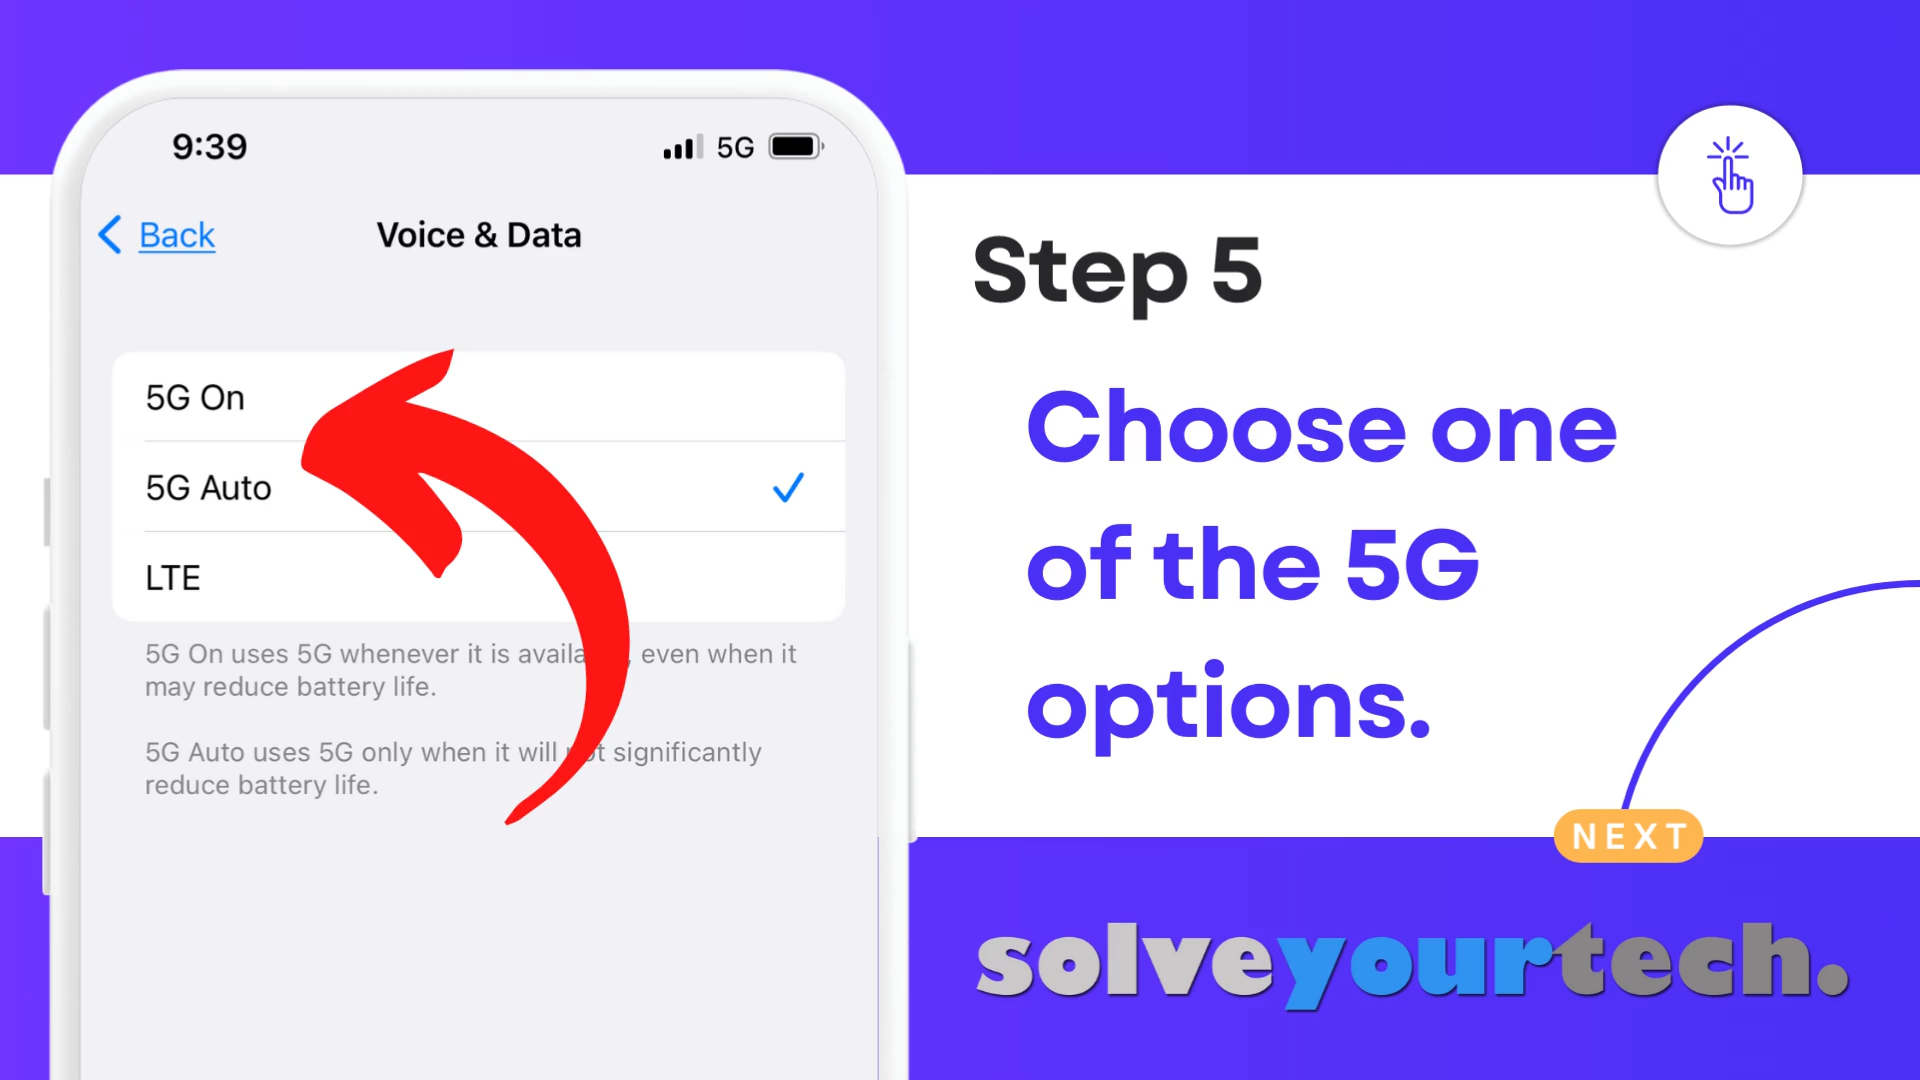 9:39
5G
Back
Voice & Data
5G On
5G Auto
LTE
5G On uses 5G whenever it is , even when it
may reduce battery life.
5G Auto uses 5G only when it will significantly
reduce battery life.
Step 5
Choose one
of the 5G
options.
NEXT
solveyourtech.